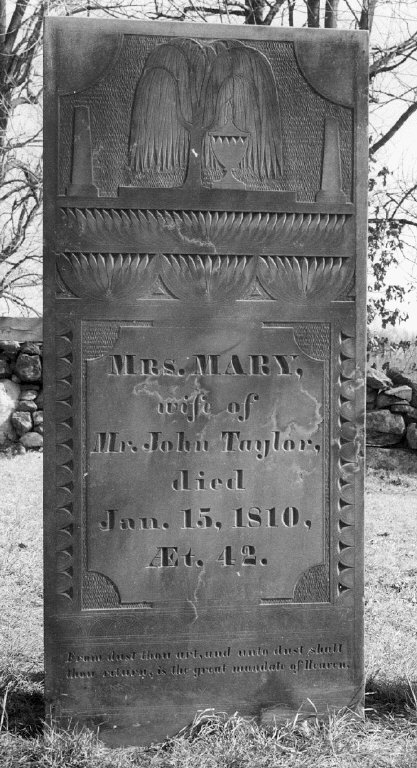 Mrs. MARY,
wife of
Mr. John Taylor,
died
Jan. 15, 1810,
Æt. 42.
From dust thou art, and unto dust shall
thou return, is the great mandate of Heaven.